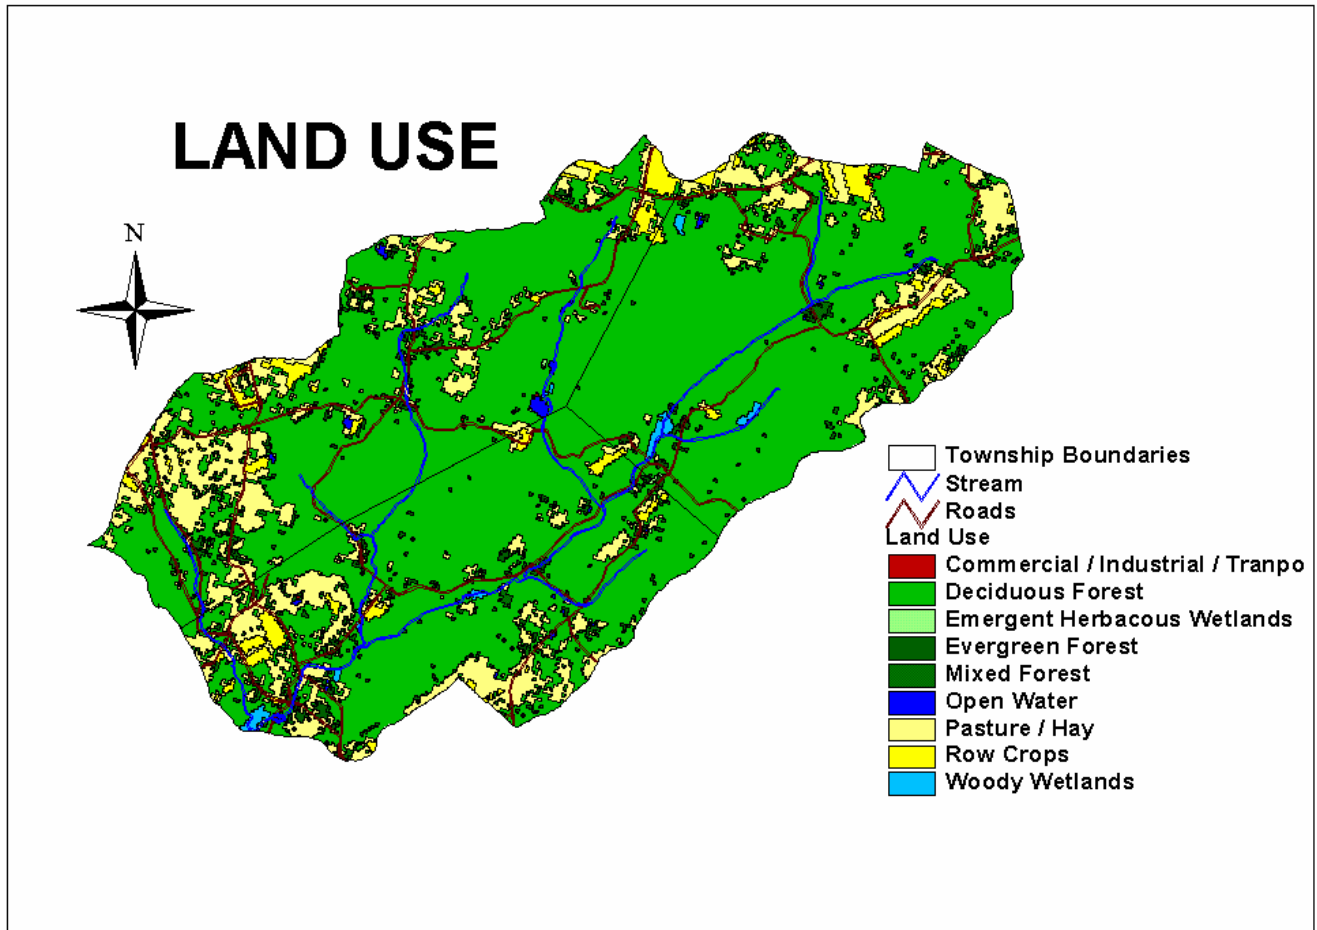 LAND USE
N
Township Boundaries
Stream
Roads
Land Use
Commercial / Industrial / Tranpo
Deciduous Forest
Emergent Herbacous Wetlands
Evergreen Forest
Mixed Forest
Open Water
Pasture / Hay
Row Crops
Woody Wetlands